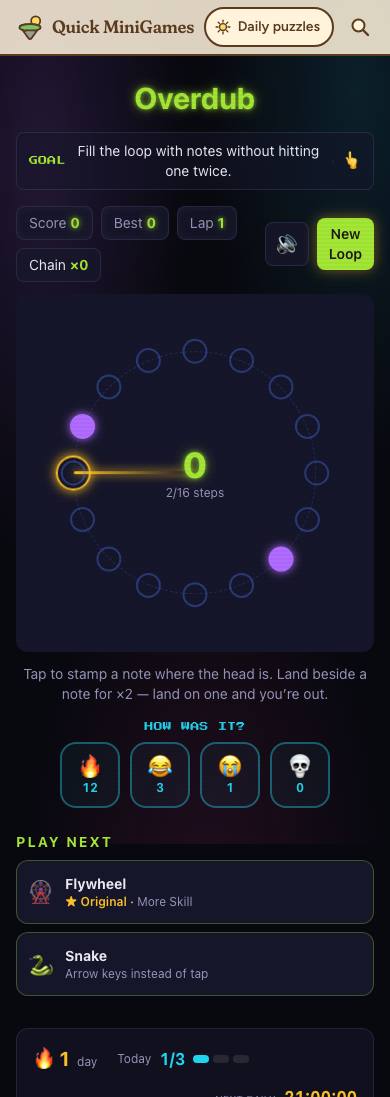 Quick MiniGames
Daily puzzles
Overdub
GOAL
Fill the loop with notes without hitting
one twice.
Score 0
Best 0
Lap 1
Chain ×0
New
Loop
0
2/16 steps
Tap to stamp a note where the head is. Land beside a
note for ×2 — land on one and you’re out.
HOW WAS IT?
12
3
1
0
PLAY NEXT
Flywheel
Original · More Skill
Snake
Arrow keys instead of tap
1 day
Today 1/3
21:00:00